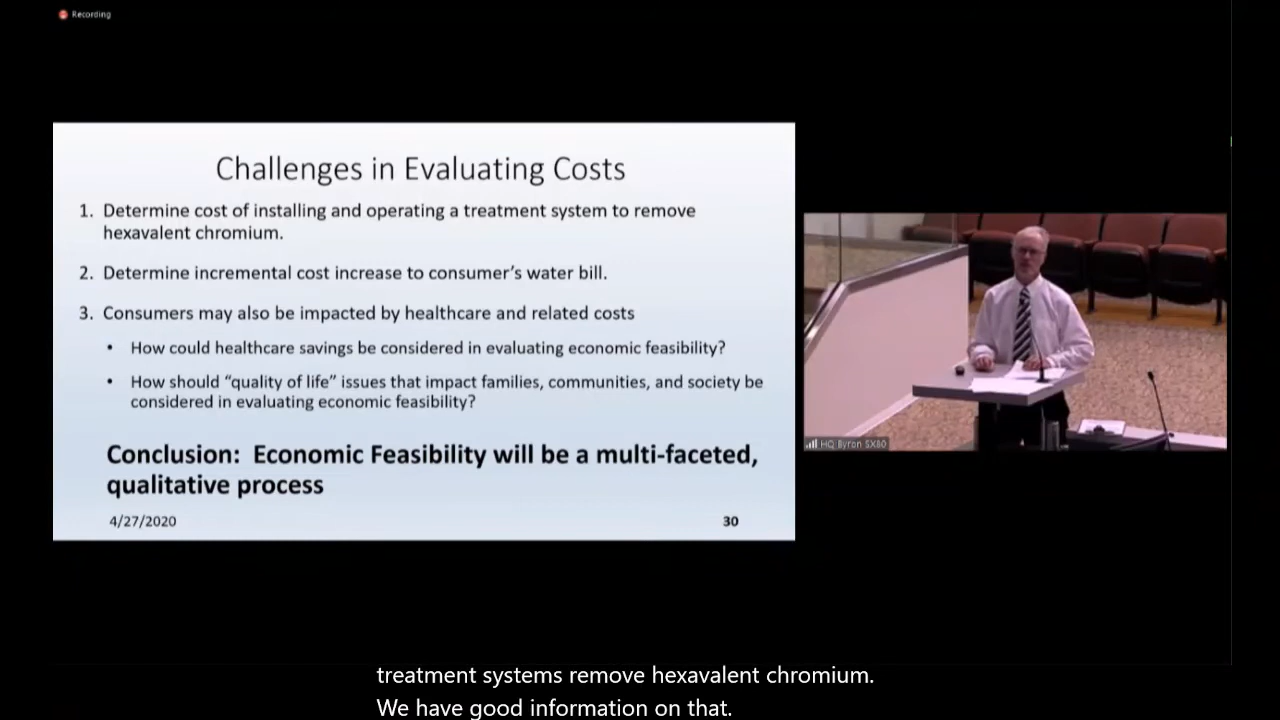 Recording
Challenges in Evaluating Costs
1. Determine cost of installing and operating a treatment system to remove
hexavalent chromium.
2. Determine incremental cost increase to consumer's water bill.
3. Consumers may also be impacted by healthcare and related costs
• How could healthcare savings be considered in evaluating economic feasibility?
• How should "quality of life" issues that impact families, communities, and society be
considered in evaluating economic feasibility?
Conclusion: Economic Feasibility will be a multi-faceted,
qualitative process
4/27/2020
30
HQ Byron SX80
treatment systems remove hexavalent chromium.
We have good information on that.